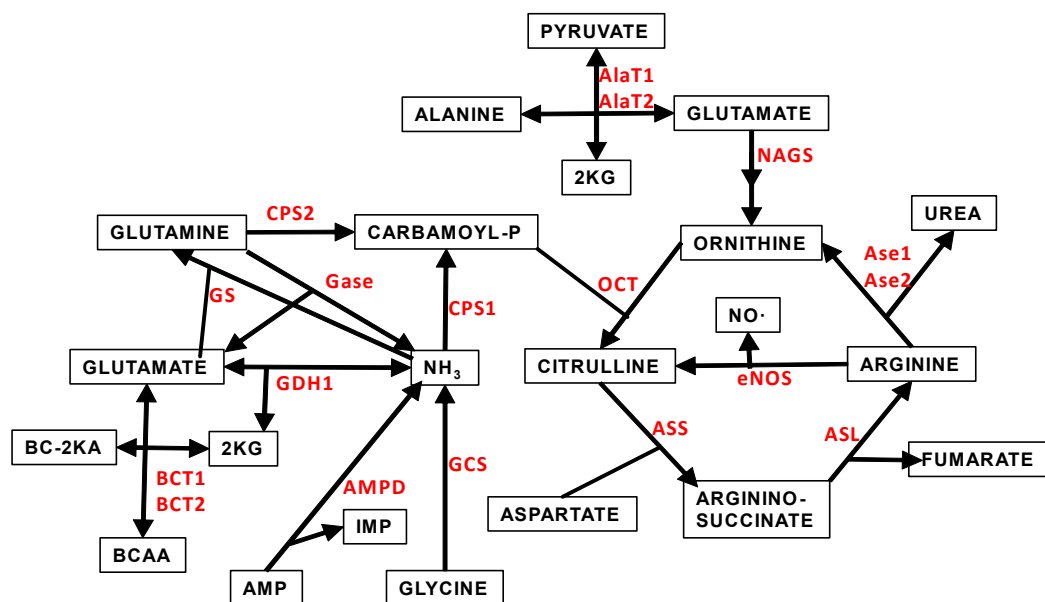 PYRUVATE
AlaT1
AlaT2
ALANINE
GLUTAMATE
NAGS
2KG
UREA
CPS2
GLUTAMINE
CARBAMOYL-P
ORNITHINE
Ase1
Ase2
GS
Gase
CPS1
OCT
NO·
GLUTAMATE
NH₃
CITRULLINE
eNOS
ARGININE
GDH1
BC-2KA
2KG
BCT1
BCT2
GCS
AMPD
ASS
ASL
FUMARATE
ASPARTATE
ARGININO-
SUCCINATE
IMP
BCAA
AMP
GLYCINE